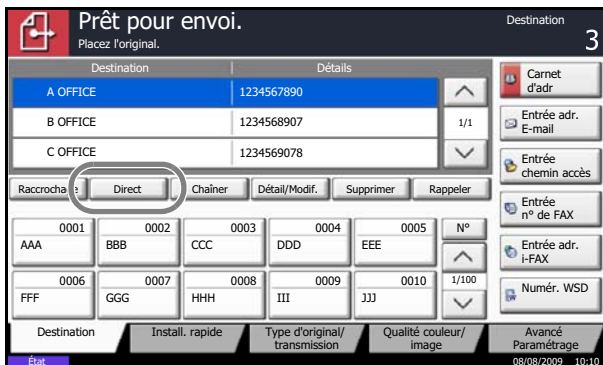 Prêt pour envoi.
Placez l'original.
Destination
3
Destination Détails
A OFFICE 1234567890
B OFFICE 1234568907
1/1
C OFFICE 1234569078
Carnet
d'adr
Entrée adr.
E-mail
Entrée
chemin accès
Entrée
n° de FAX
Entrée adr.
i-FAX
Numér. WSD
Direct Chaîner Détail/Modif. Supprimer Rappeler
0001 0002 0003 0004 0005 N°
AAA BBB CCC DDD EEE
0006 0007 0008 0009 0010 1/100
FFF GGG HHH III JJJ
Destination Install. rapide Type d'original/
transmission Qualité couleur/
image Avancé
Paramétrage
État 08/08/2009 10:10